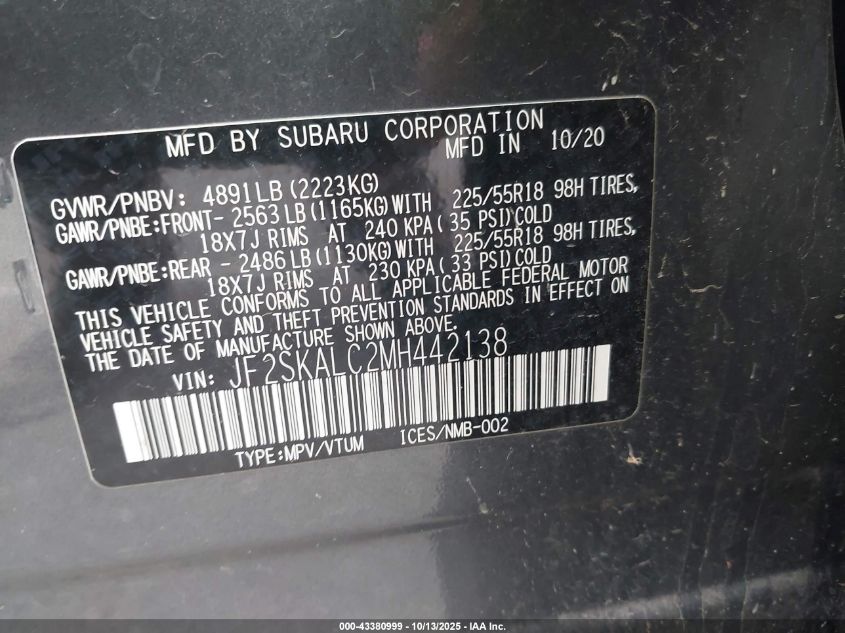 MFD BY SUBARU CORPORATION
MFD IN 10/20
GVWR/PNBV: 4891LB(2223KG)
GAWR/PNBE:FRONT- 2563LB(1165KG)WITH 225/55R18 98H TIRES,
18X7J RIMS AT 240 KPA(35 PSI)COLD
GAWR/PNBE:REAR - 2486LB(1130KG)WITH 225/55R18 98H TIRES,
18X7J RIMS AT 230 KPA(33 PSI)COLD
THIS VEHICLE CONFORMS TO ALL APPLICABLE FEDERAL MOTOR
VEHICLE SAFETY AND THEFT PREVENTION STANDARDS IN EFFECT ON
THE DATE OF MANUFACTURE SHOWN ABOVE.
VIN: JF2SKALC2MH442138
TYPE:MPV/VTUM ICES/NMB-002
000-43380999 - 10/13/2025 - IAA Inc.